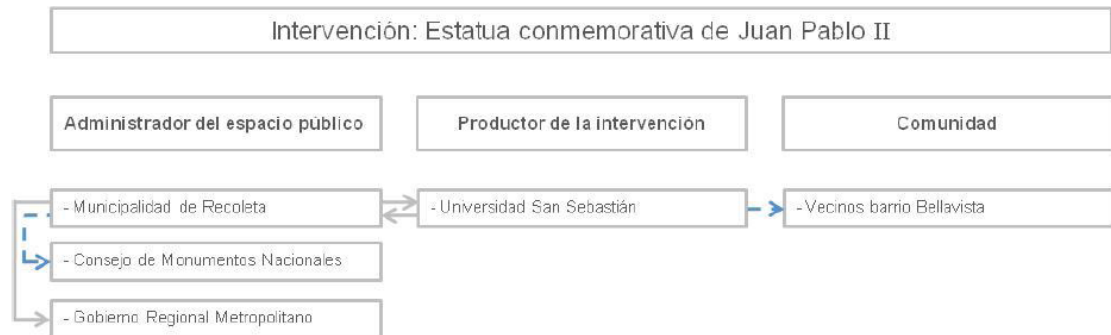 Intervención: Estatua conmemorativa de Juan Pablo II
Administrador del espacio público
Productor de la intervención
Comunidad
- Municipalidad de Recoleta
- Universidad San Sebastián
- Vecinos barrio Bellavista
- Consejo de Monumentos Nacionales
- Gobierno Regional Metropolitano